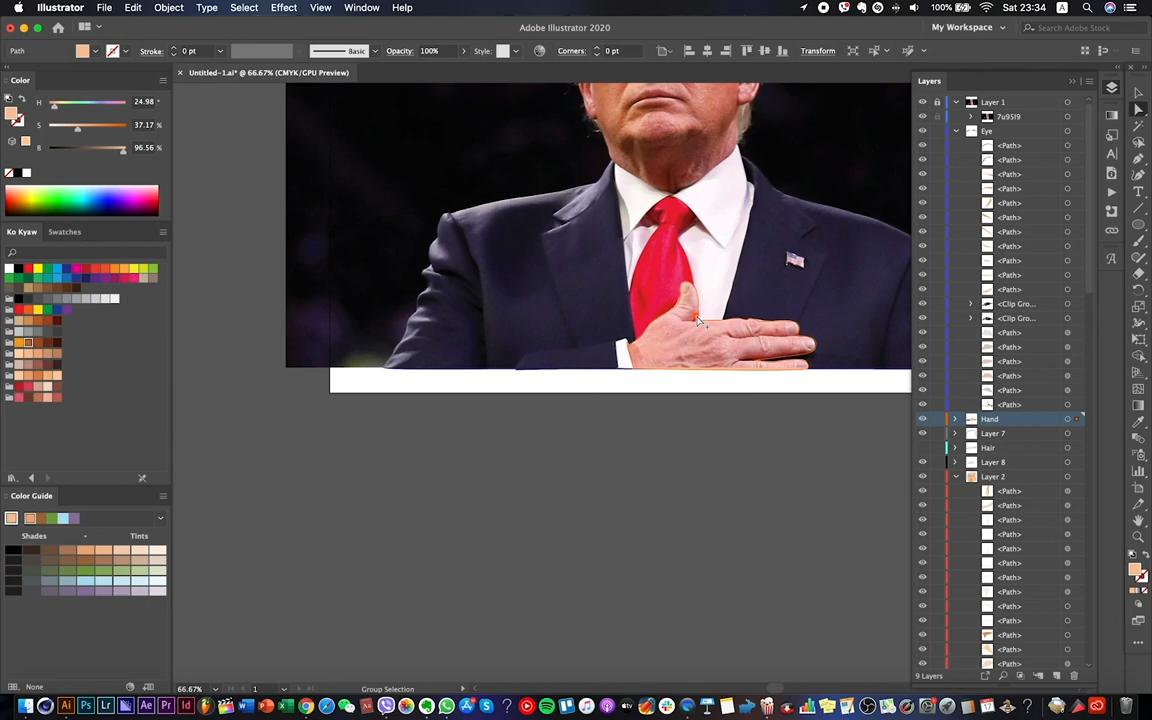 Illustrator File Edit Object Type Select Effect View Window Help
100% Sat 23:34
Adobe Illustrator 2020
My Workspace
Search Adobe Stock
Path
Stroke: 0 pt
Basic
Opacity: 100%
Style:
Corners: 0 pt
Transform
Untitled-1.ai* @ 66.67% (CMYK/GPU Preview)
Color
H 24.98 °
S 37.17 %
B 96.56 %
Ko Kyaw Swatches
Color Guide
Shades Tints
None
Layers
Layer 1
7u95I9
Eye
<Path>
<Path>
<Path>
<Path>
<Path>
<Path>
<Path>
<Path>
<Path>
<Path>
<Path>
<Clip Gro...
<Clip Gro...
<Path>
<Path>
<Path>
<Path>
<Path>
<Path>
Hand
Layer 7
Hair
Layer 8
Layer 2
<Path>
<Path>
<Path>
<Path>
<Path>
<Path>
<Path>
<Path>
<Path>
<Path>
<Path>
<Path>
<Path>
9 Layers
66.67% 1 Group Selection